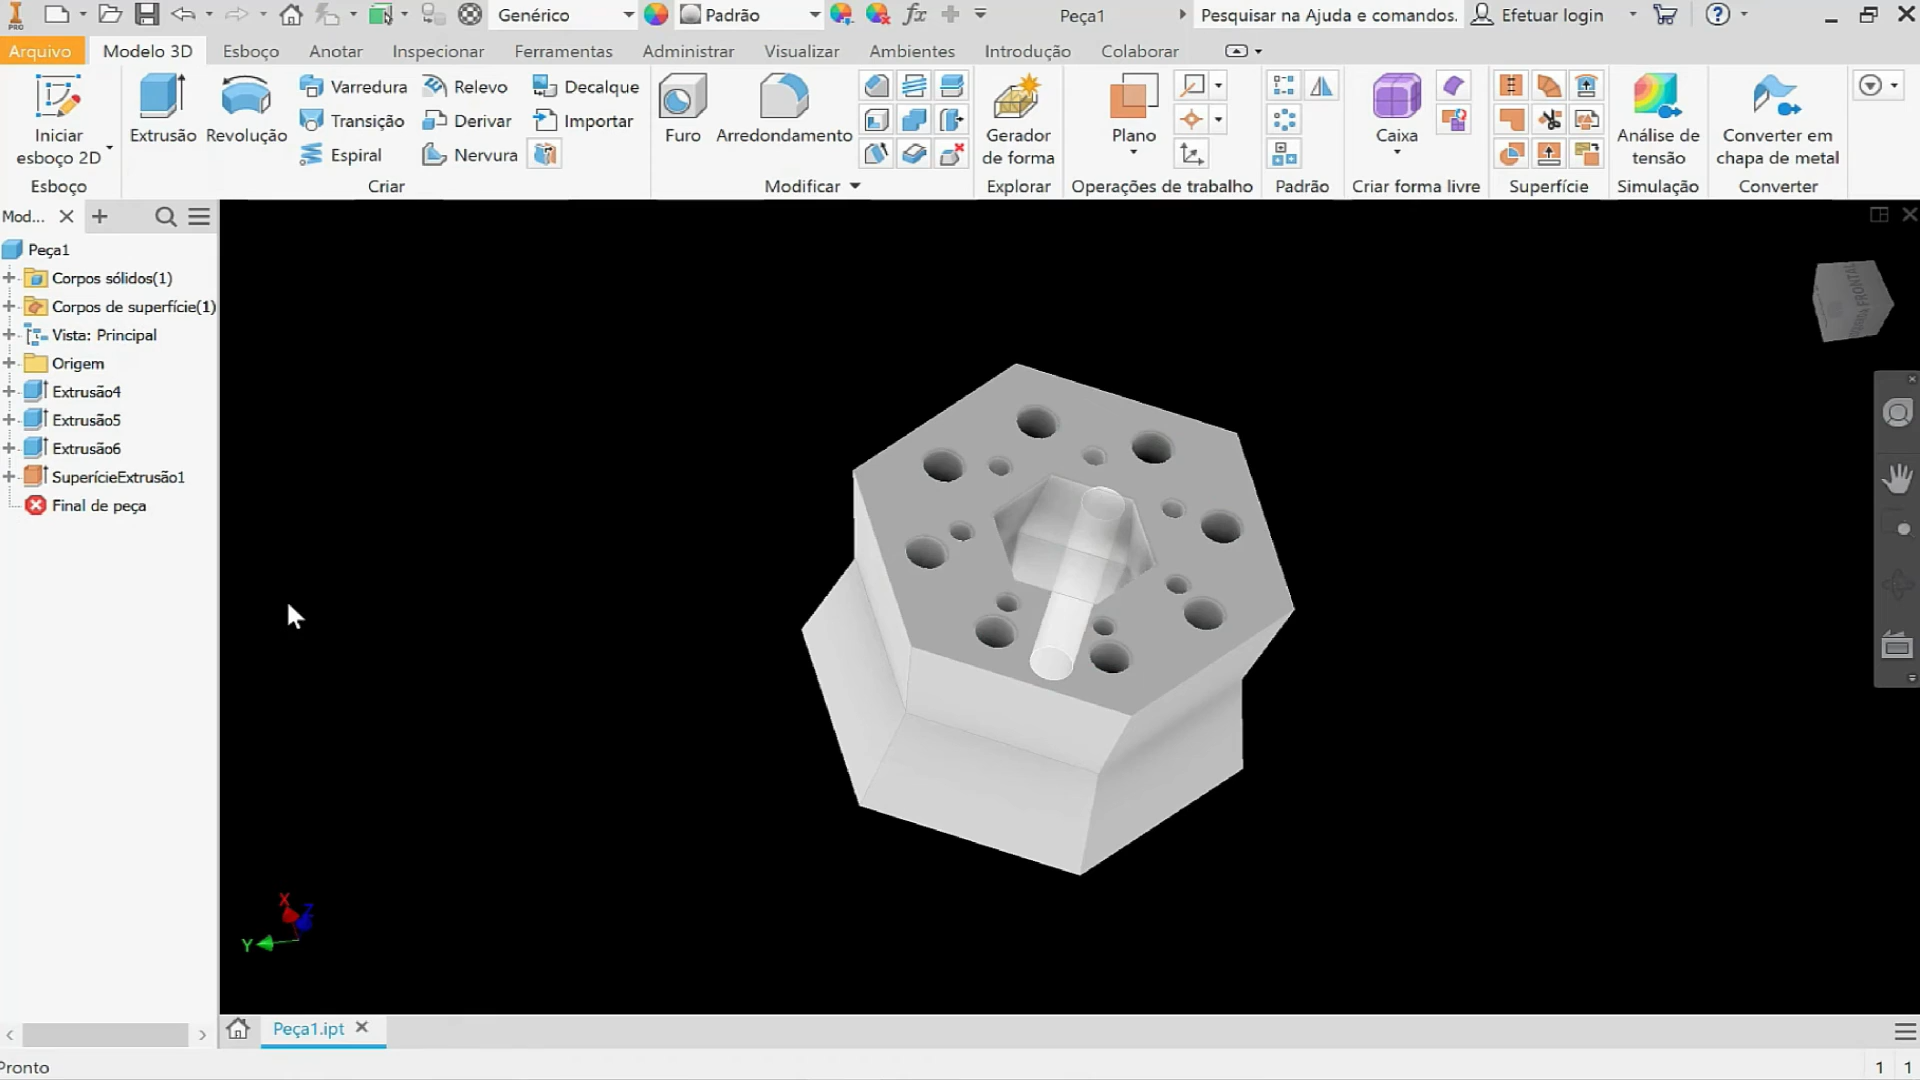 PRO
Genérico
Padrão
fx
Peça1
Pesquisar na Ajuda e comandos.
Efetuar login
Arquivo
Modelo 3D
Esboço
Anotar
Inspecionar
Ferramentas
Administrar
Visualizar
Ambientes
Introdução
Colaborar
Iniciar
esboço 2D
Extrusão
Revolução
Varredura
Transição
Espiral
Relevo
Derivar
Nervura
Decalque
Importar
Furo
Arredondamento
Gerador
de forma
Plano
Caixa
Análise de
tensão
Converter em
chapa de metal
Esboço
Criar
Modificar
Explorar
Operações de trabalho
Padrão
Criar forma livre
Superfície
Simulação
Converter
Mod...
Peça1
Corpos sólidos(1)
Corpos de superfície(1)
Vista: Principal
Origem
Extrusão4
Extrusão5
Extrusão6
SuperícieExtrusão1
Final de peça
FRONTAL
X
Z
Y
Peça1.ipt
Pronto
1 1